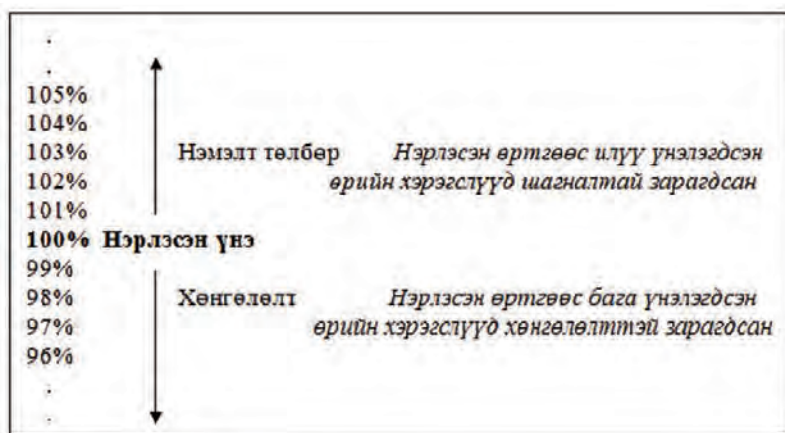 .
.
105%
104%
103% Нэмэлт төлбөр Нэрлэсэн өртгөөс илүү үнэлэгдсэн
102% өрийн хэрэгслүүд шагналтай зарагдсан
101%
100% Нэрлэсэн үнэ
99%
98% Хөнгөлөлт Нэрлэсэн өртгөөс бага үнэлэгдсэн
97% өрийн хэрэгслүүд хөнгөлөлттэй зарагдсан
96%
.
.